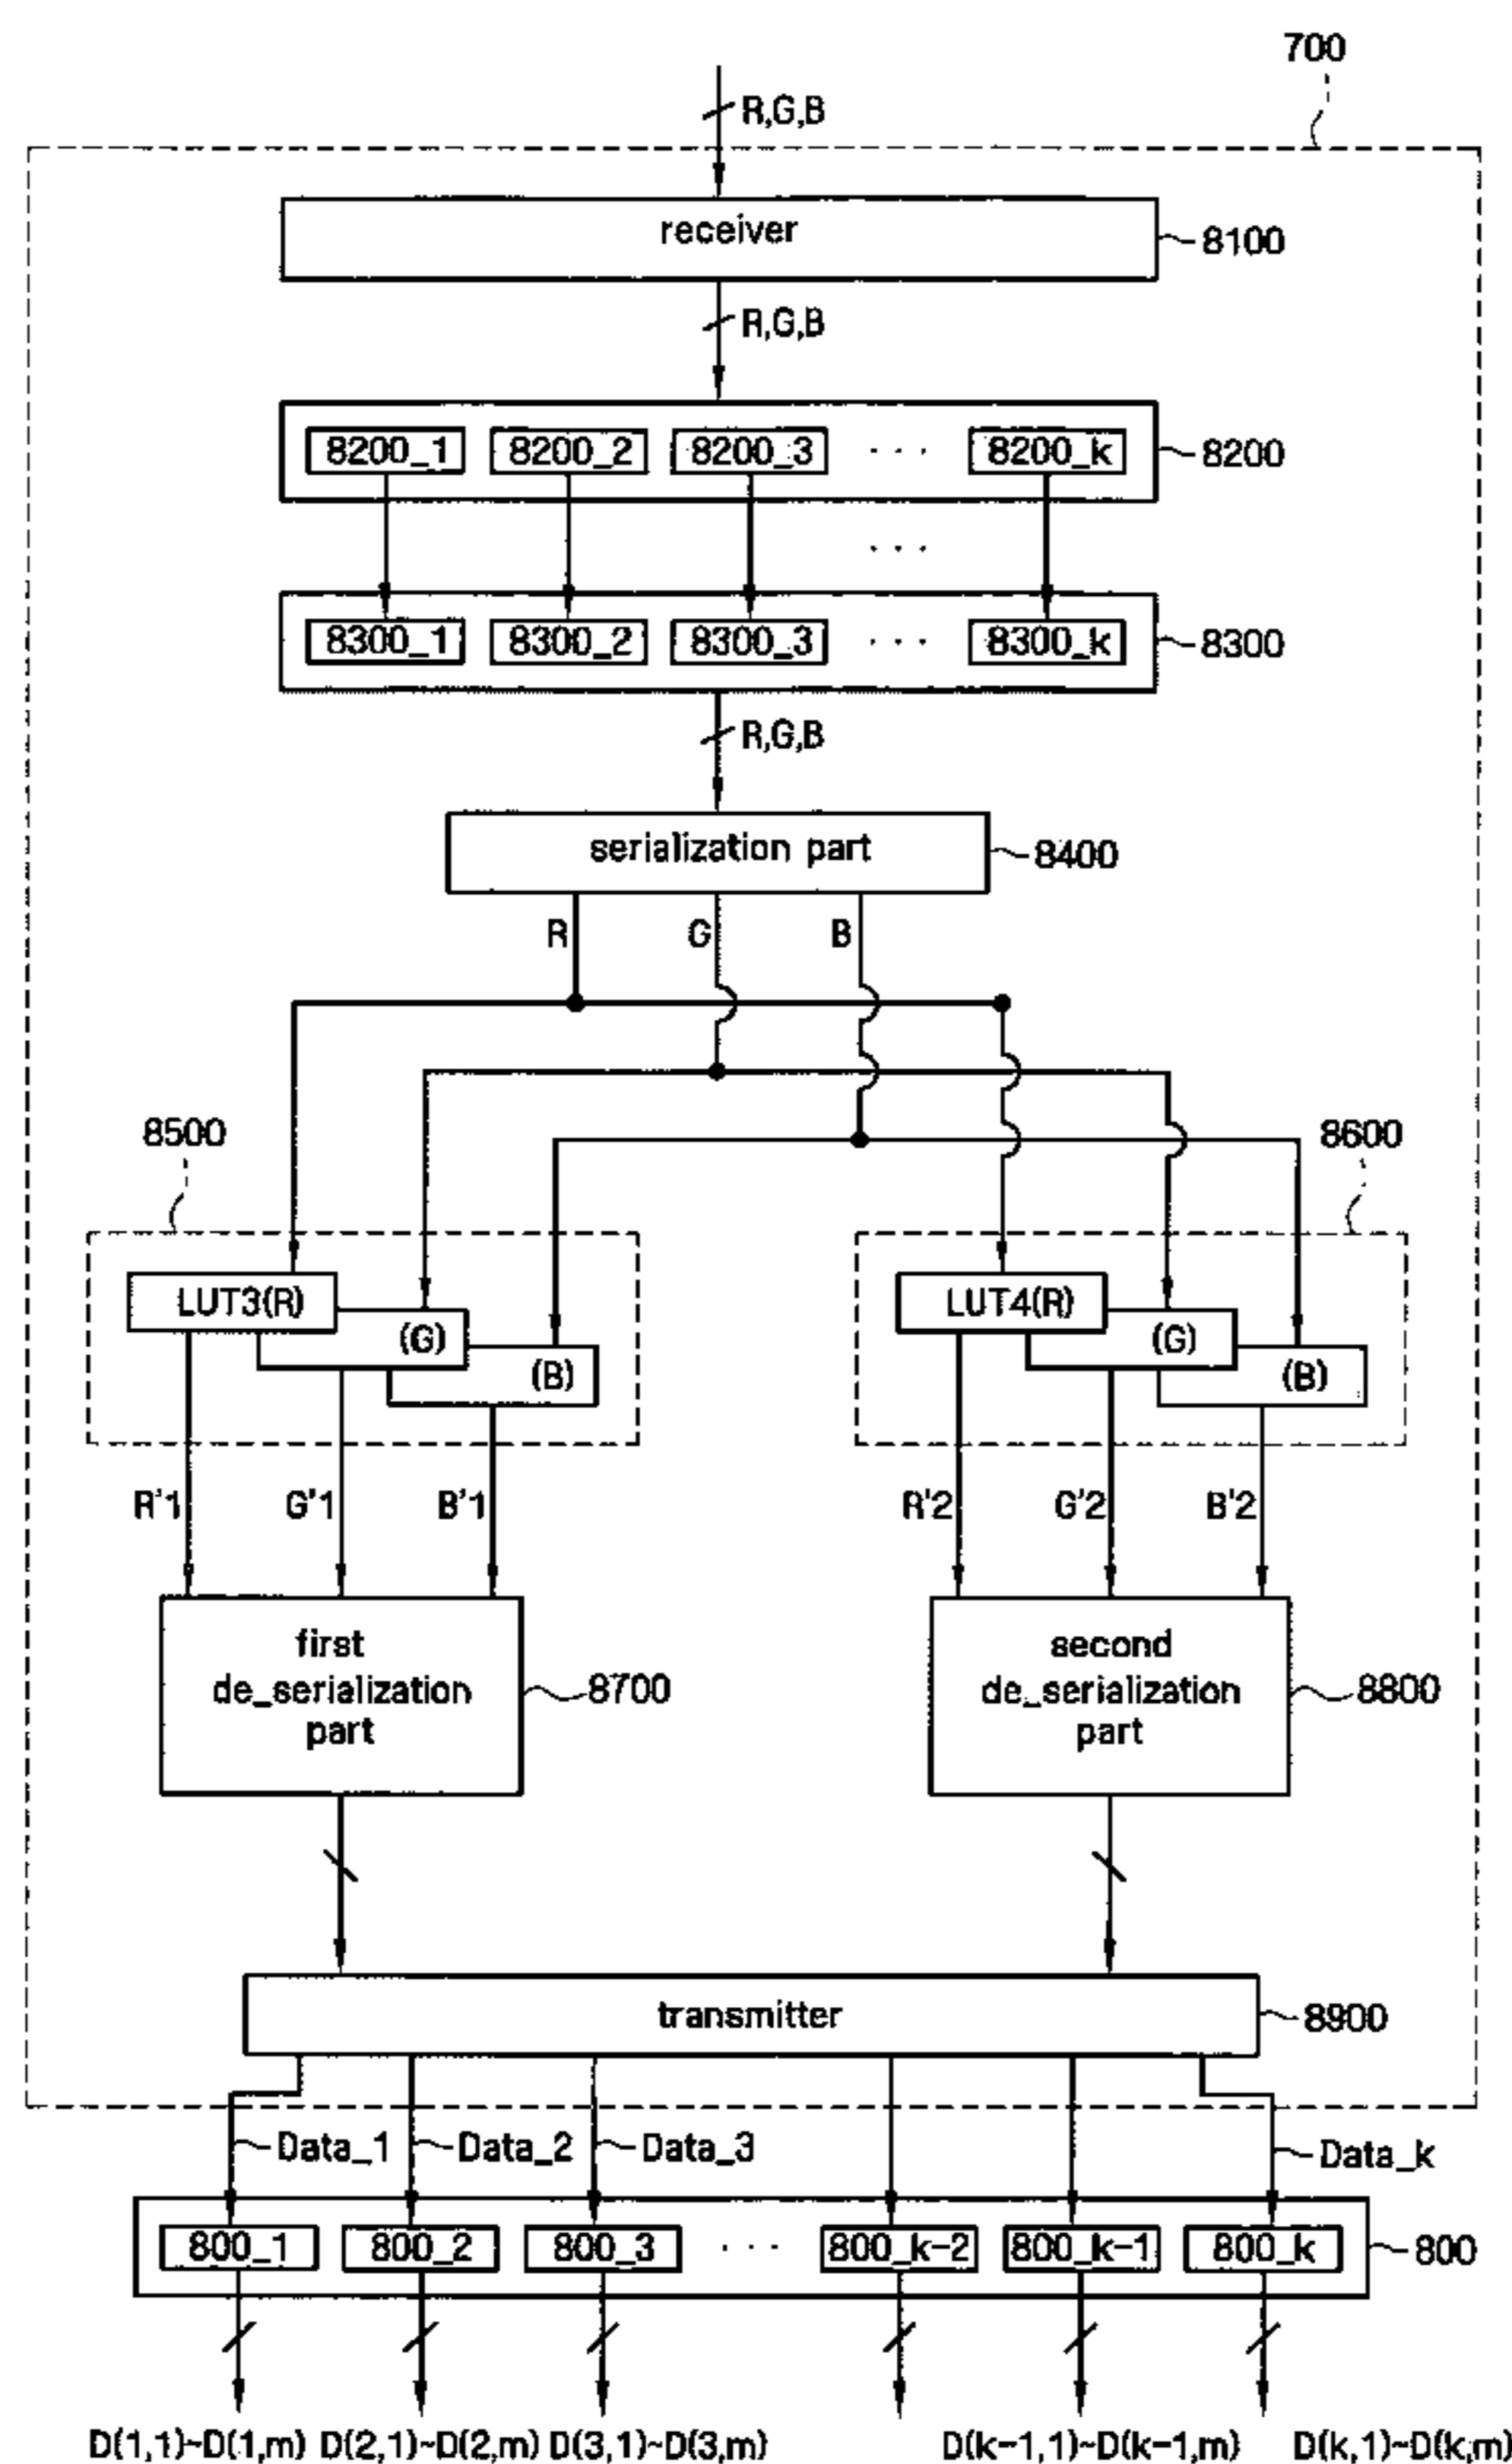 700
R,G,B
receiver
8100
R,G,B
8200_1 8200_2 8200_3 · · · 8200_k
8200
· · ·
8300_1 8300_2 8300_3 · · · 8300_k
8300
R,G,B
serialization part
8400
R G B
8500
8600
LUT3(R)
(G)
(B)
LUT4(R)
(G)
(B)
R'1 G'1 B'1
R'2 G'2 B'2
first
de_serialization
part
8700
second
de_serialization
part
8800
transmitter
8900
Data_1 Data_2 Data_3 Data_k
800_1 800_2 800_3 · · · 800_k-2 800_k-1 800_k
800
D(1,1)~D(1,m) D(2,1)~D(2,m) D(3,1)~D(3,m) D(k-1,1)~D(k-1,m) D(k,1)~D(k,m)